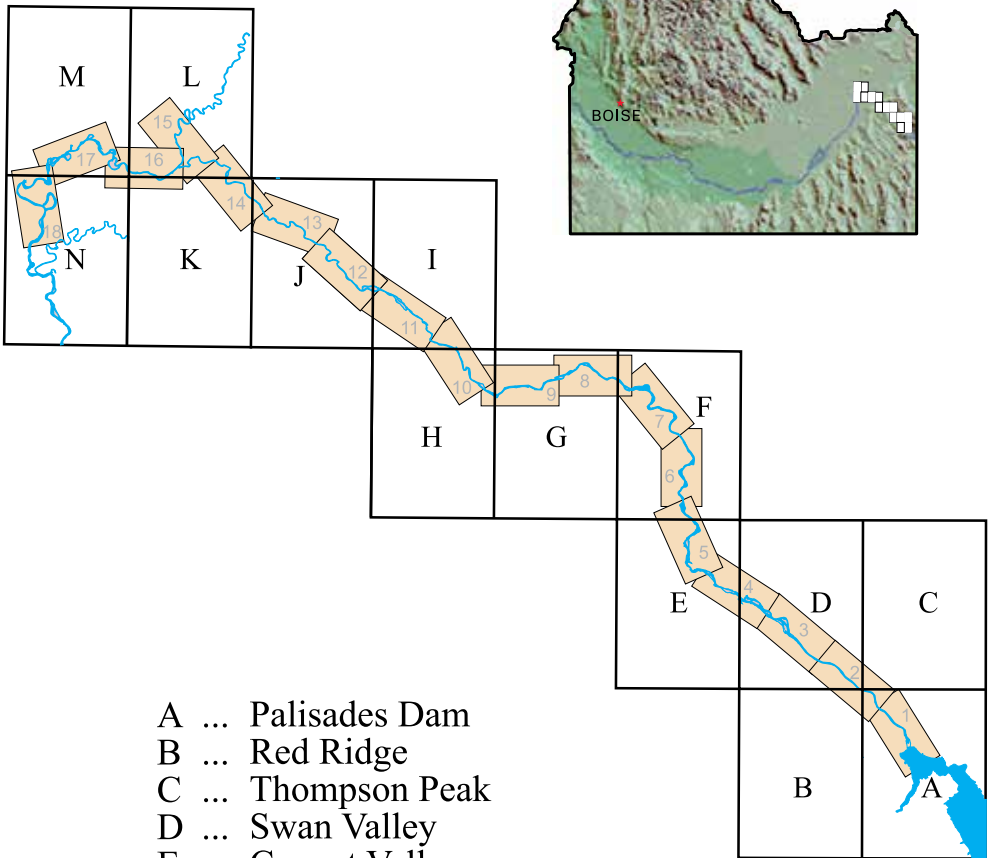 M
L
15
17
16
BOISE
14
18
13
N
K
J
12
I
11
10
9
8
H
G
7
F
6
5
E
4
D
C
3
2
1
B
A
A ... Palisades Dam
B ... Red Ridge
C ... Thompson Peak
D ... Swan Valley